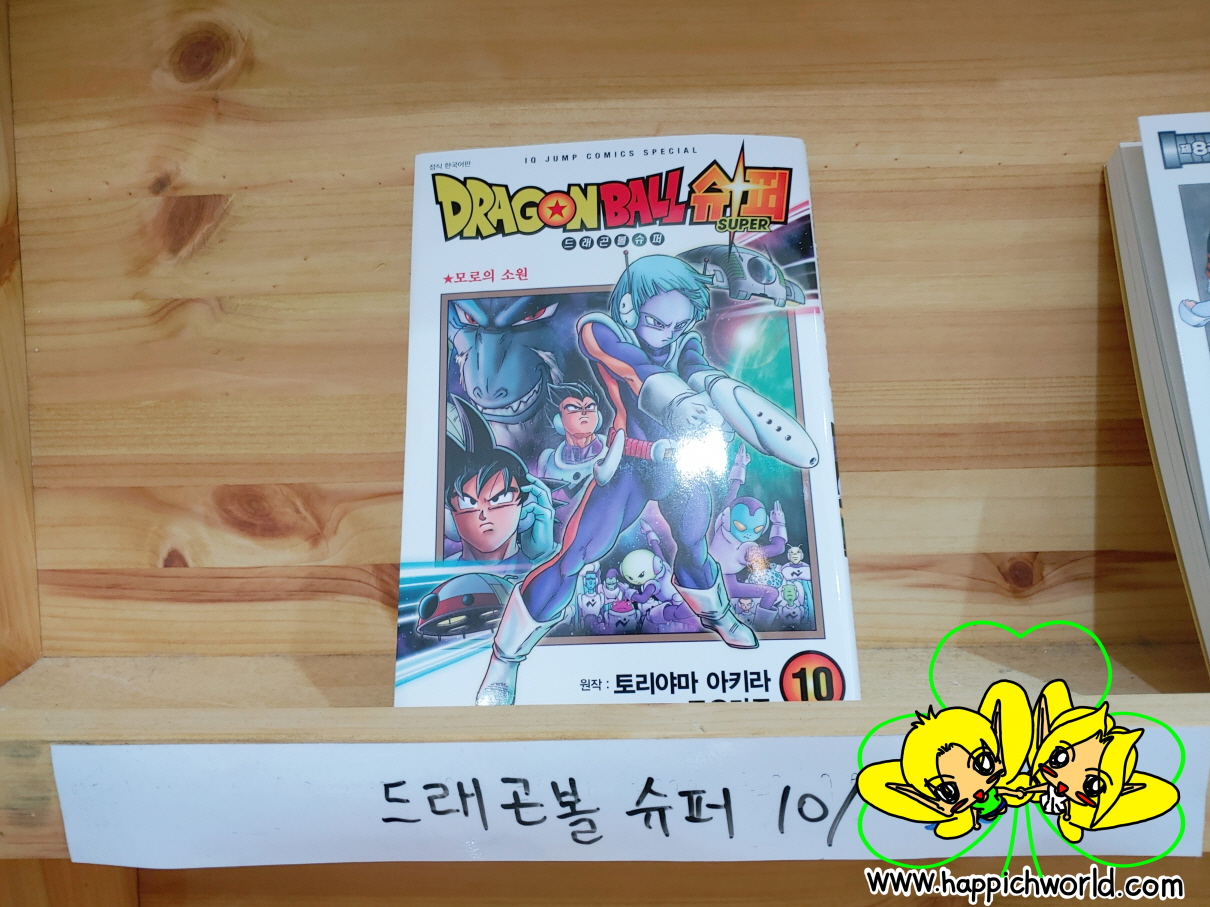 정식 한국어판
IQ JUMP COMICS SPECIAL
DRAGON BALL 슈퍼
SUPER
드래곤볼슈퍼
★모로의 소원
원작 : 토리야마 아키라
10
제8
드래곤볼 슈퍼 10/
www.happichworld.com